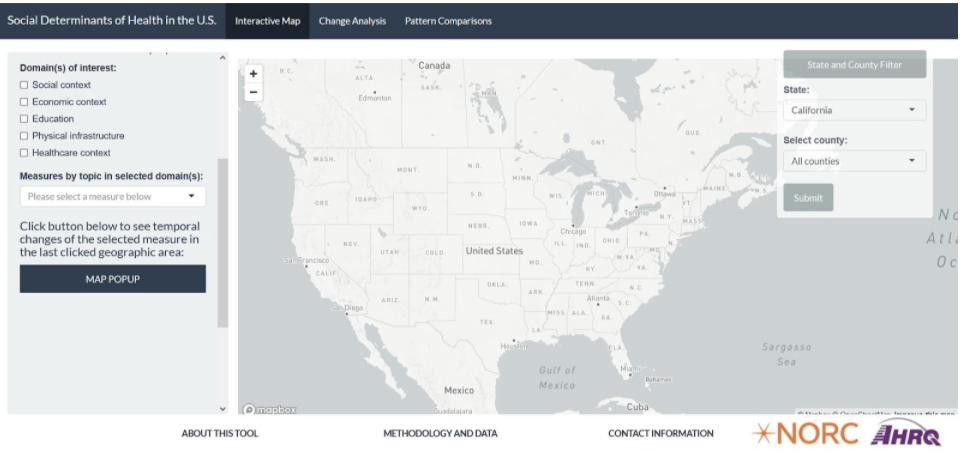 Social Determinants of Health in the U.S.
Interactive Map
Change Analysis
Pattern Comparisons
Domain(s) of interest:
Social context
Economic context
Education
Physical infrastructure
Healthcare context
Measures by topic in selected domain(s):
Please select a measure below
Click button below to see temporal
changes of the selected measure in
the last clicked geographic area:
MAP POPUP
+
−
B.C.
ALTA.
Edmonton
SASK.
Canada
MAN.
ONT.
QUE.
N.B.
WASH.
MONT.
N.D.
MINN.
ORE.
IDAHO
WYO.
S.D.
WIS.
MICH.
Ottawa
Toronto
MAINE
VT.
N.S.
N.Y.
MASS.
NEBR.
IOWA
Chicago
NEV.
UTAH
COLO.
United States
ILL.
IND.
OHIO
PA.
San Francisco
CALIF.
MO.
KY.
W.VA.
VA.
San Diego
ARIZ.
N.M.
OKLA.
ARK.
TENN.
N.C.
Atlanta
S.C.
TEX.
MISS.
ALA.
GA.
LA.
Houston
FLA.
Gulf of
Mexico
Miami
Bahamas
Mexico
Guadalajara
Cuba
Sargasso
Sea
mapbox
State and County Filter
State:
California
Select county:
All counties
Submit
© Mapbox © OpenStreetMap Improve this map
ABOUT THIS TOOL
METHODOLOGY AND DATA
CONTACT INFORMATION
NORC
AHRQ